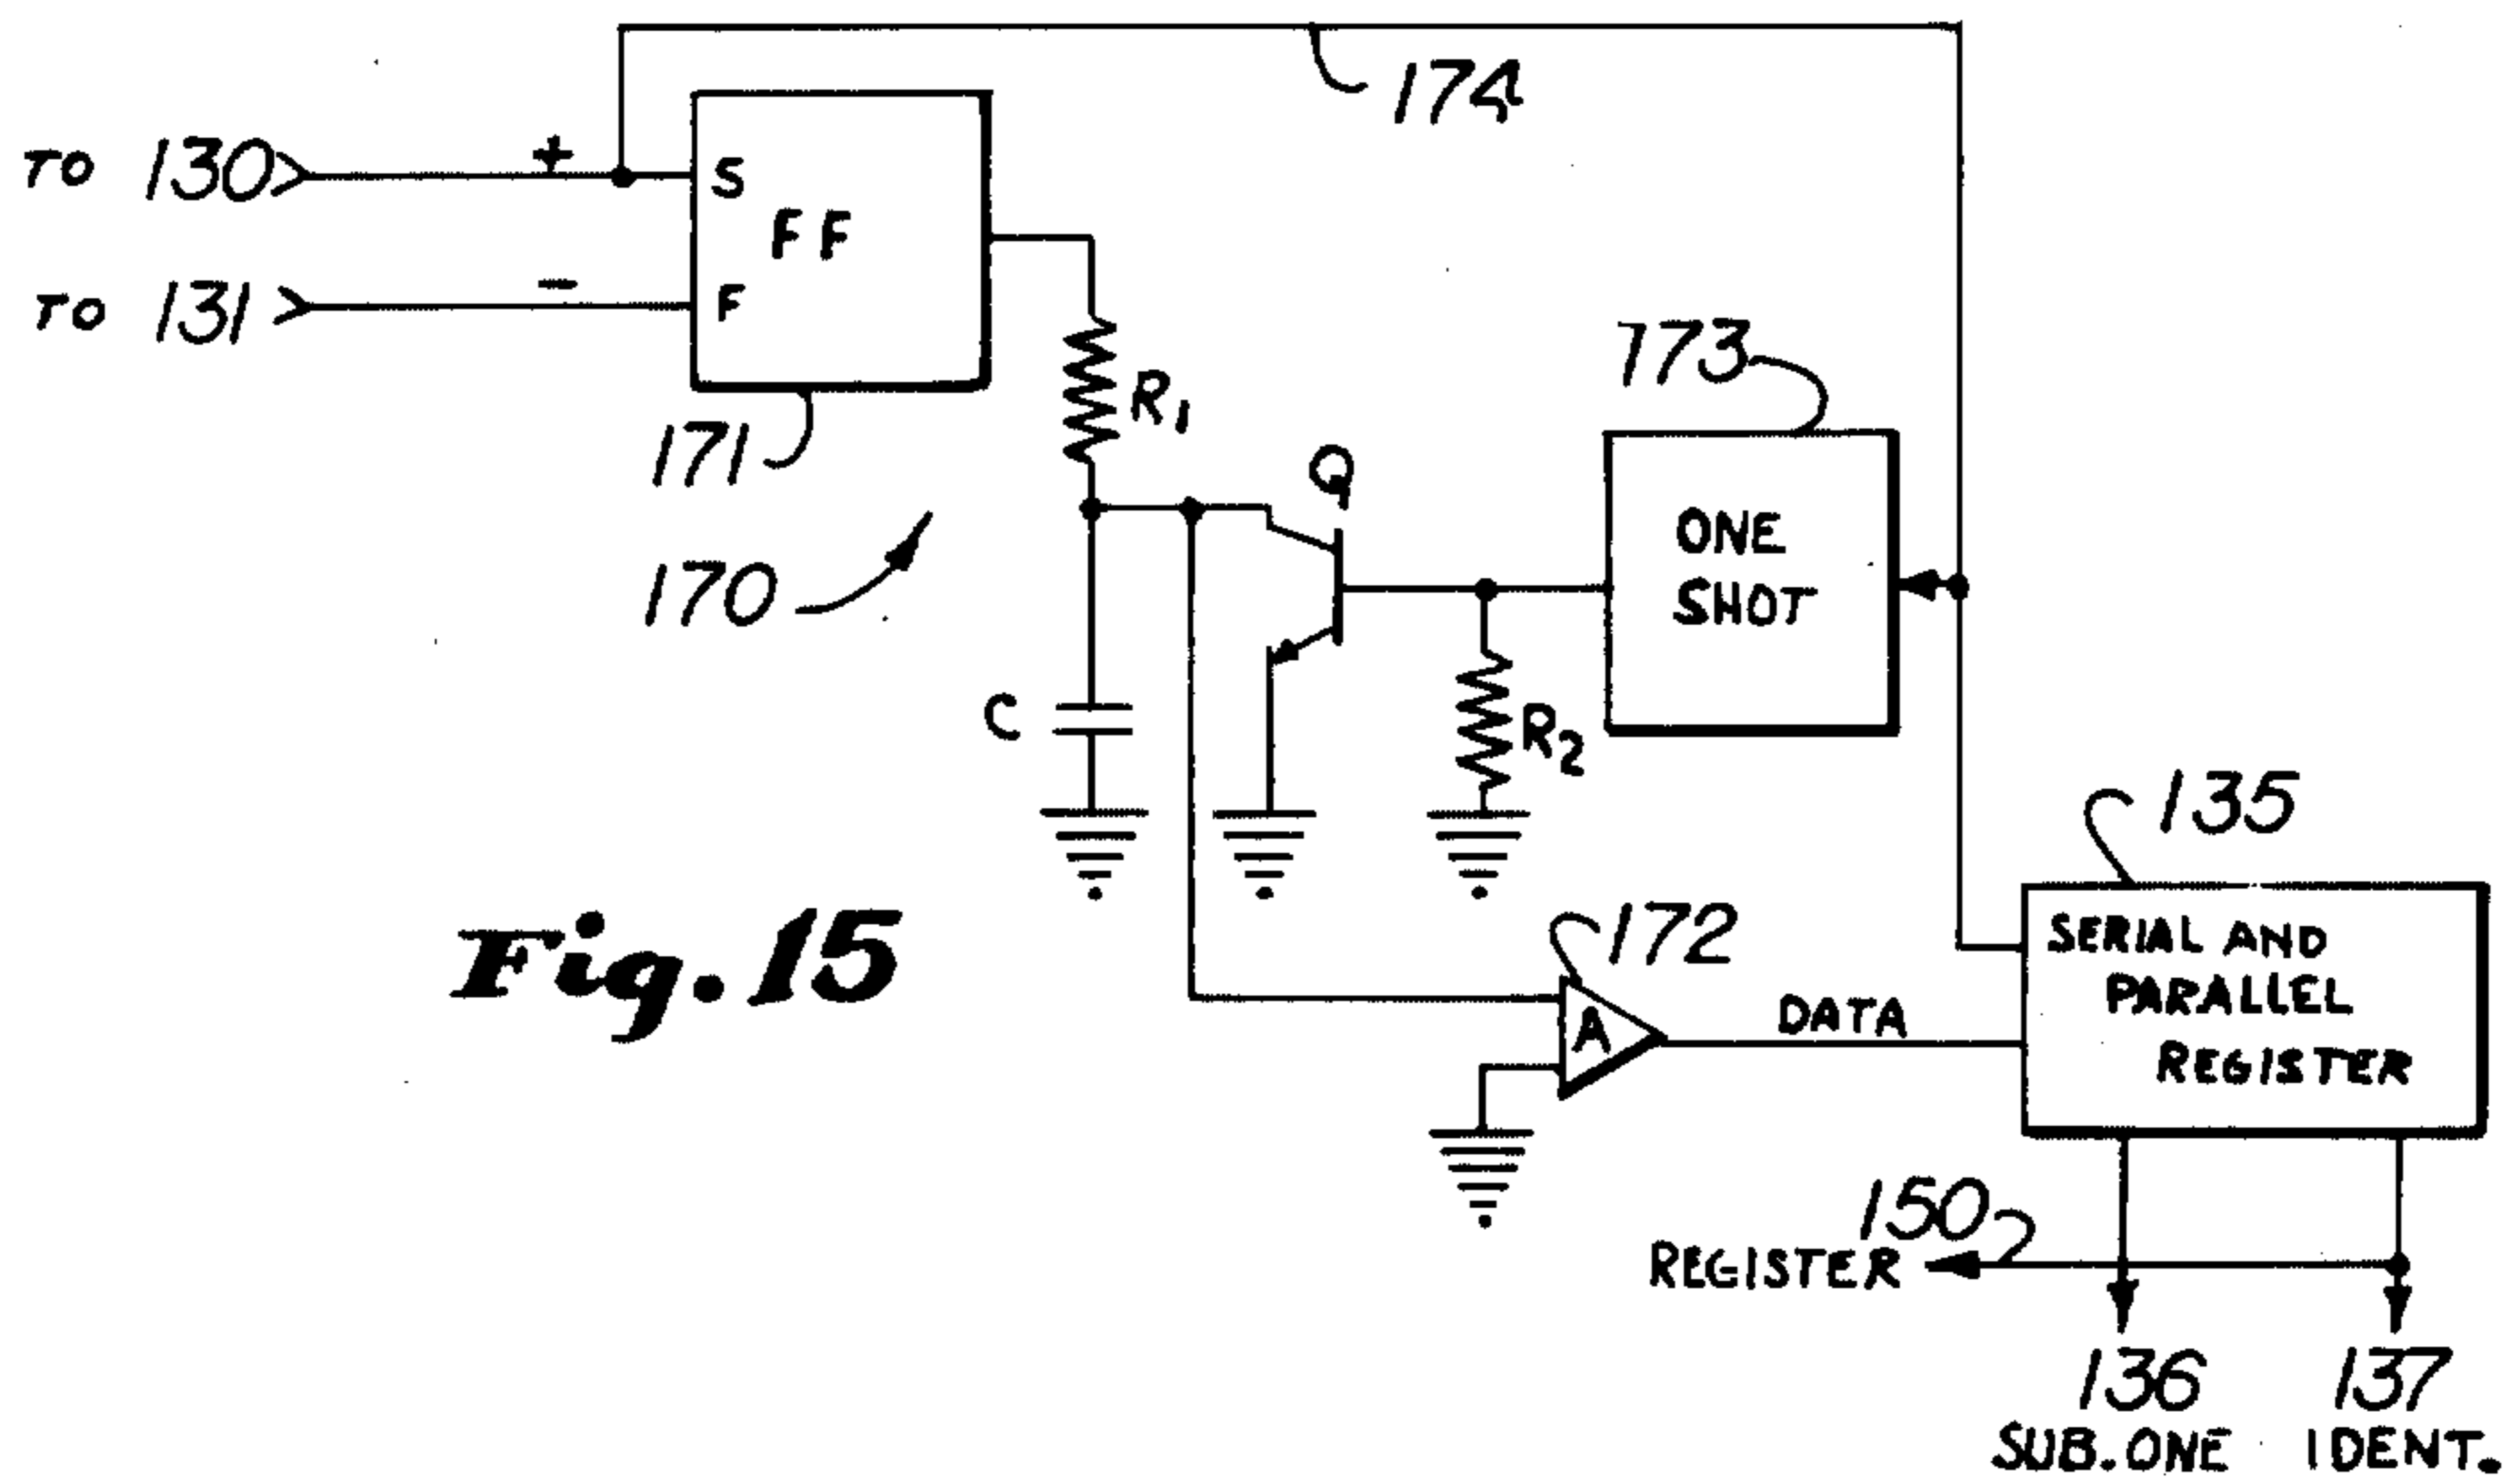 174
TO 130
+
S
FF
TO 131
-
F
R1
173
171
Q
170
ONE
SHOT
C
R2
135
Fig.15
172
SERIAL AND
PARALLEL
REGISTER
A
DATA
150
REGISTER
136
137
SUB.ONE
IDENT.